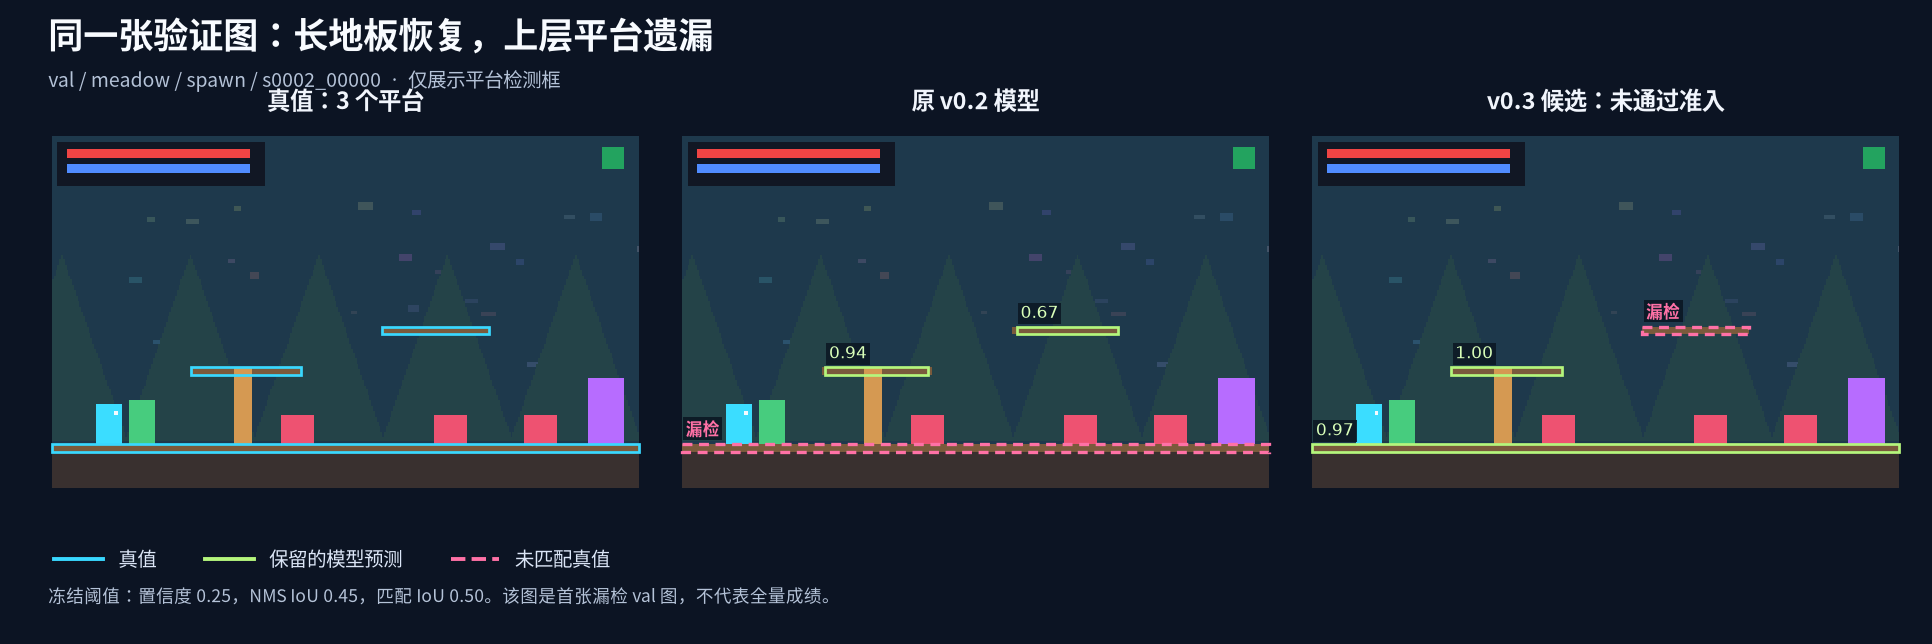 同一张验证图：长地板恢复，上层平台遗漏
val / meadow / spawn / s0002_00000 · 仅展示平台检测框
真值：3 个平台
原 v0.2 模型
v0.3 候选：未通过准入
0.67
0.94
漏检
漏检
1.00
0.97
真值
保留的模型预测
未匹配真值
冻结阈值：置信度 0.25，NMS IoU 0.45，匹配 IoU 0.50。该图是首张漏检 val 图，不代表全量成绩。